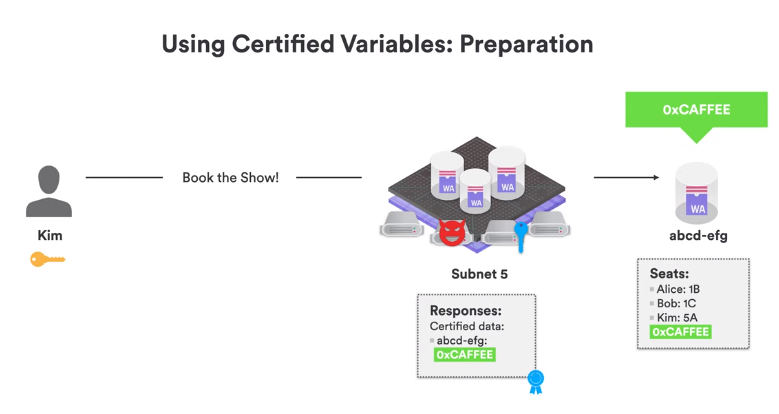 Using Certified Variables: Preparation
0xCAFFEE
Book the Show!
WA
WA
WA
WA
Kim
abcd-efg
Subnet 5
Seats:
Alice: 1B
Bob: 1C
Kim: 5A
0xCAFFEE
Responses:
Certified data:
abcd-efg:
0xCAFFEE